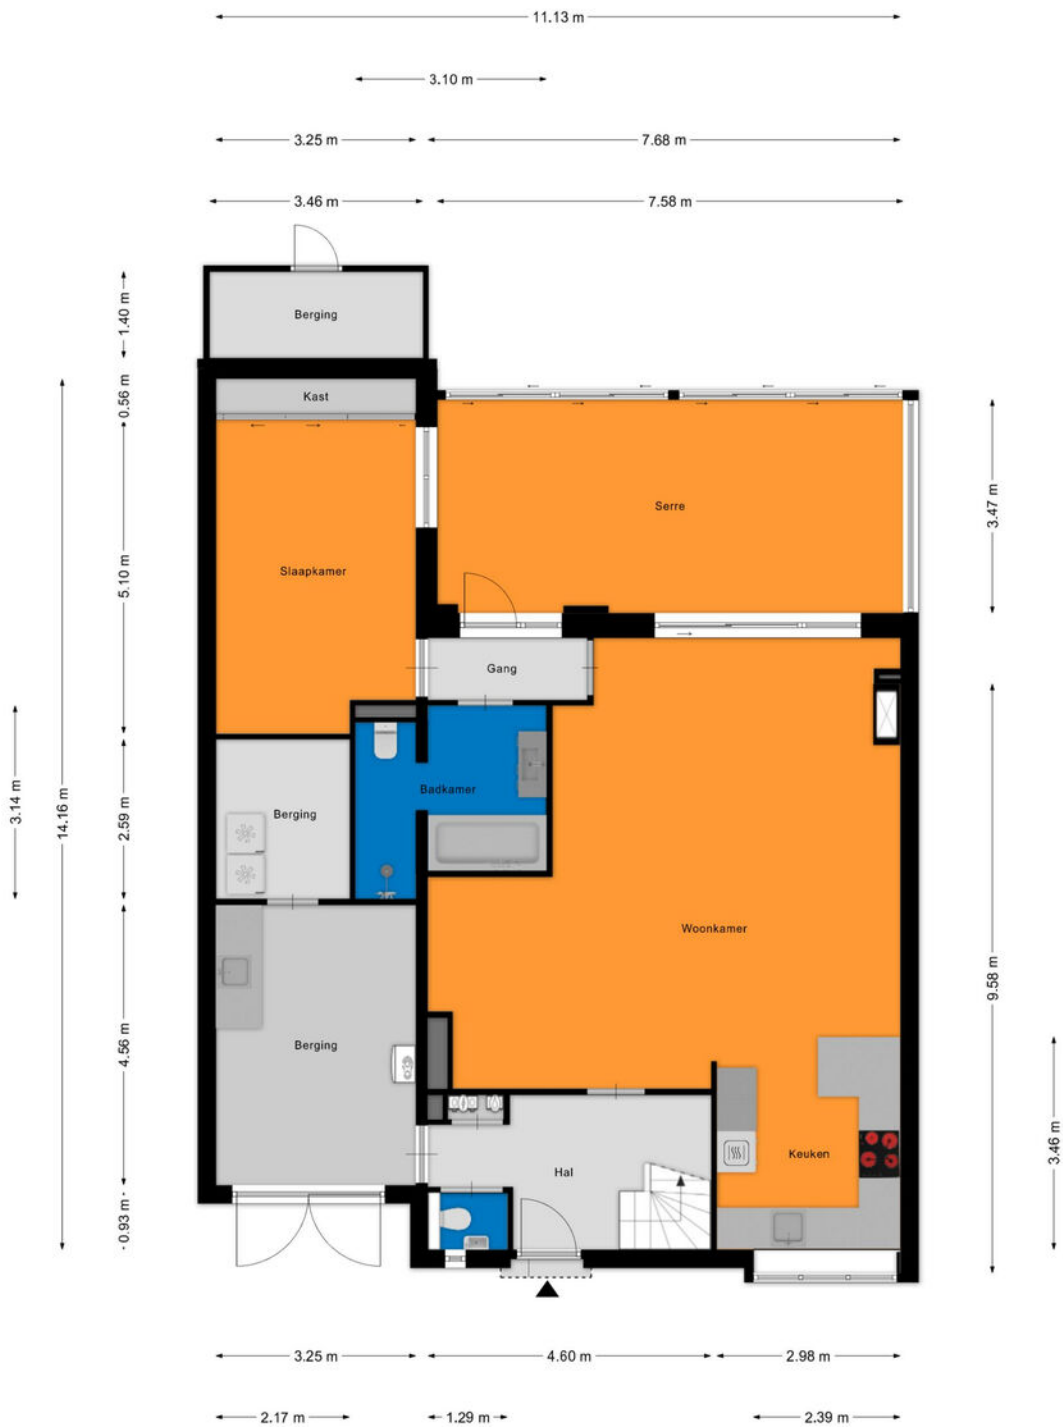 11.13 m
3.10 m
3.25 m
7.68 m
3.46 m
7.58 m
1.40 m
Berging
0.56 m
Kast
3.47 m
Serre
5.10 m
Slaapkamer
Gang
3.14 m
14.16 m
2.59 m
Badkamer
Berging
Woonkamer
9.58 m
4.56 m
Berging
3.46 m
Keuken
Hal
0.93 m
3.25 m
4.60 m
2.98 m
2.17 m
1.29 m
2.39 m